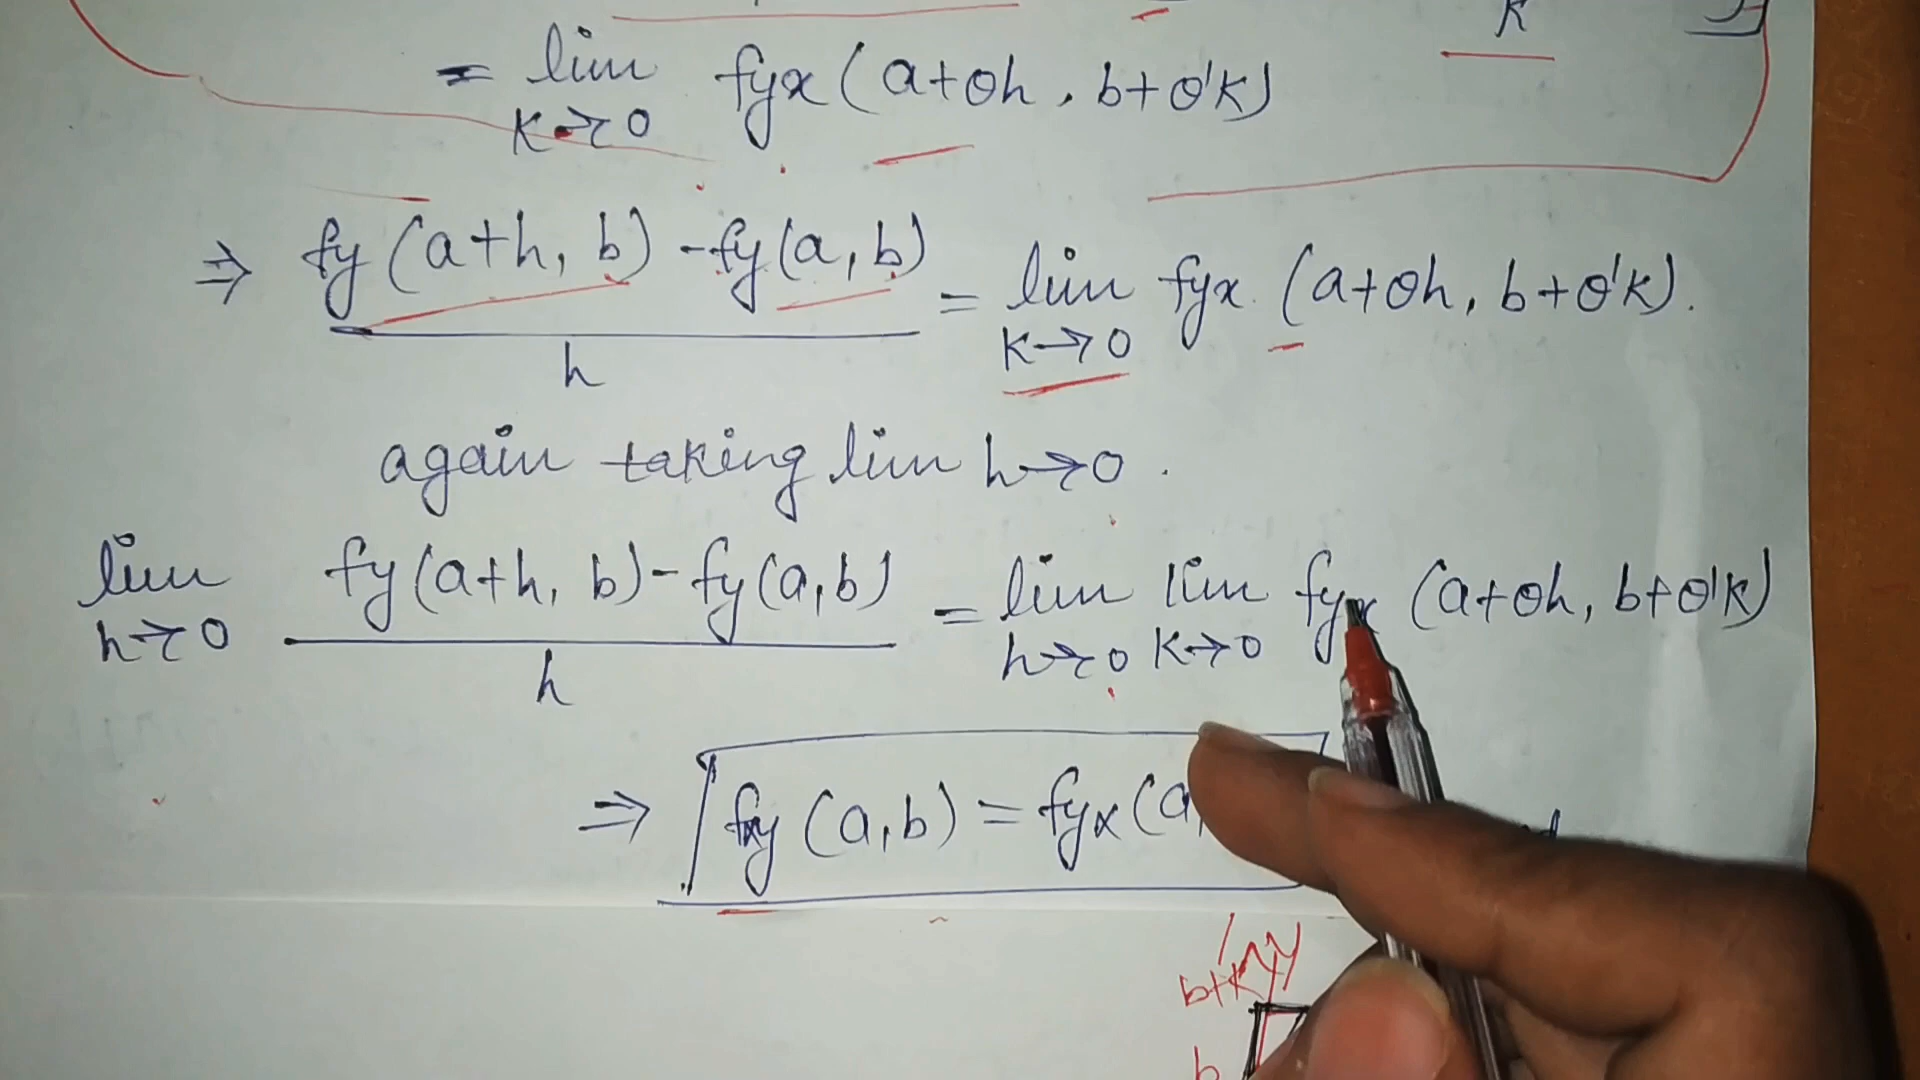 K
= lim fyx (a+θh, b+θ'k)
K→0
⇒ fy (a+h, b) - fy(a, b) = lim fyx (a+θh, b+θ'k).
h K→0
again taking lim h→0.
lim fy(a+h, b) - fy(a,b) = lim lim fyx (a+θh, b+θ'k)
h→0 h h→0 K→0
⇒ fxy (a,b) = fyx (a,
b+k
b